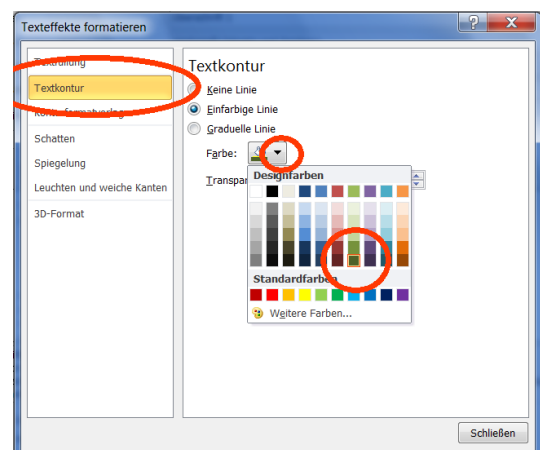 Texteffekte formatieren
Textkontur
Schatten
Spiegelung
Leuchten und weiche Kanten
3D-Format
Textkontur
Keine Linie
Einfarbige Linie
Graduelle Linie
Farbe:
Designfarben
Standardfarben
Weitere Farben...
Schließen